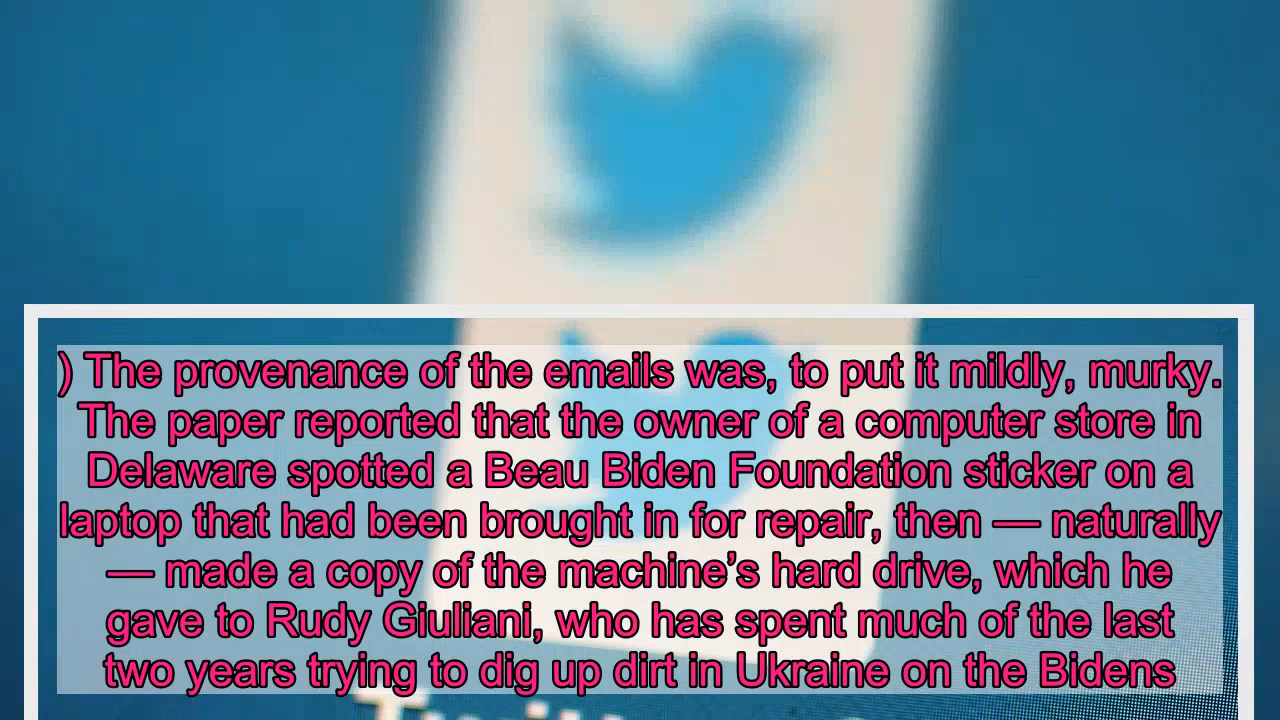 ) The provenance of the emails was, to put it mildly, murky.
The paper reported that the owner of a computer store in
Delaware spotted a Beau Biden Foundation sticker on a
laptop that had been brought in for repair, then — naturally
— made a copy of the machine’s hard drive, which he
gave to Rudy Giuliani, who has spent much of the last
two years trying to dig up dirt in Ukraine on the Bidens